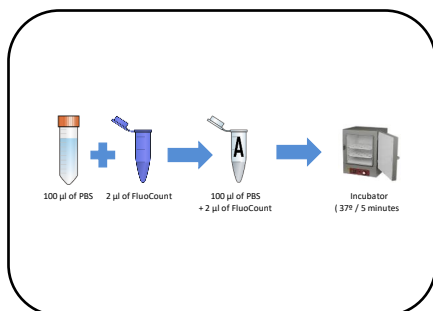 A
100 µl of PBS
2 µl of FluoCount
100 µl of PBS
+ 2 µl of FluoCount
Incubator
( 37º / 5 minutes